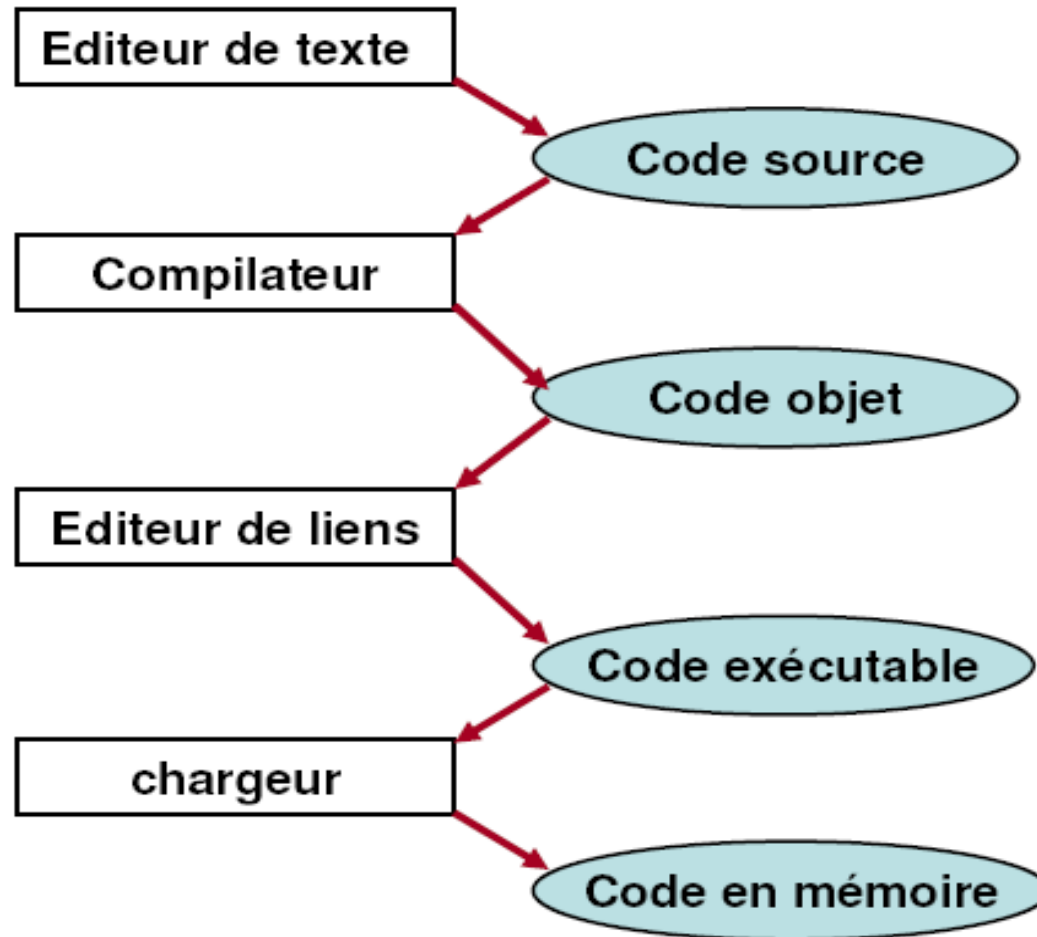 Editeur de texte
Code source
Compilateur
Code objet
Editeur de liens
Code exécutable
chargeur
Code en mémoire